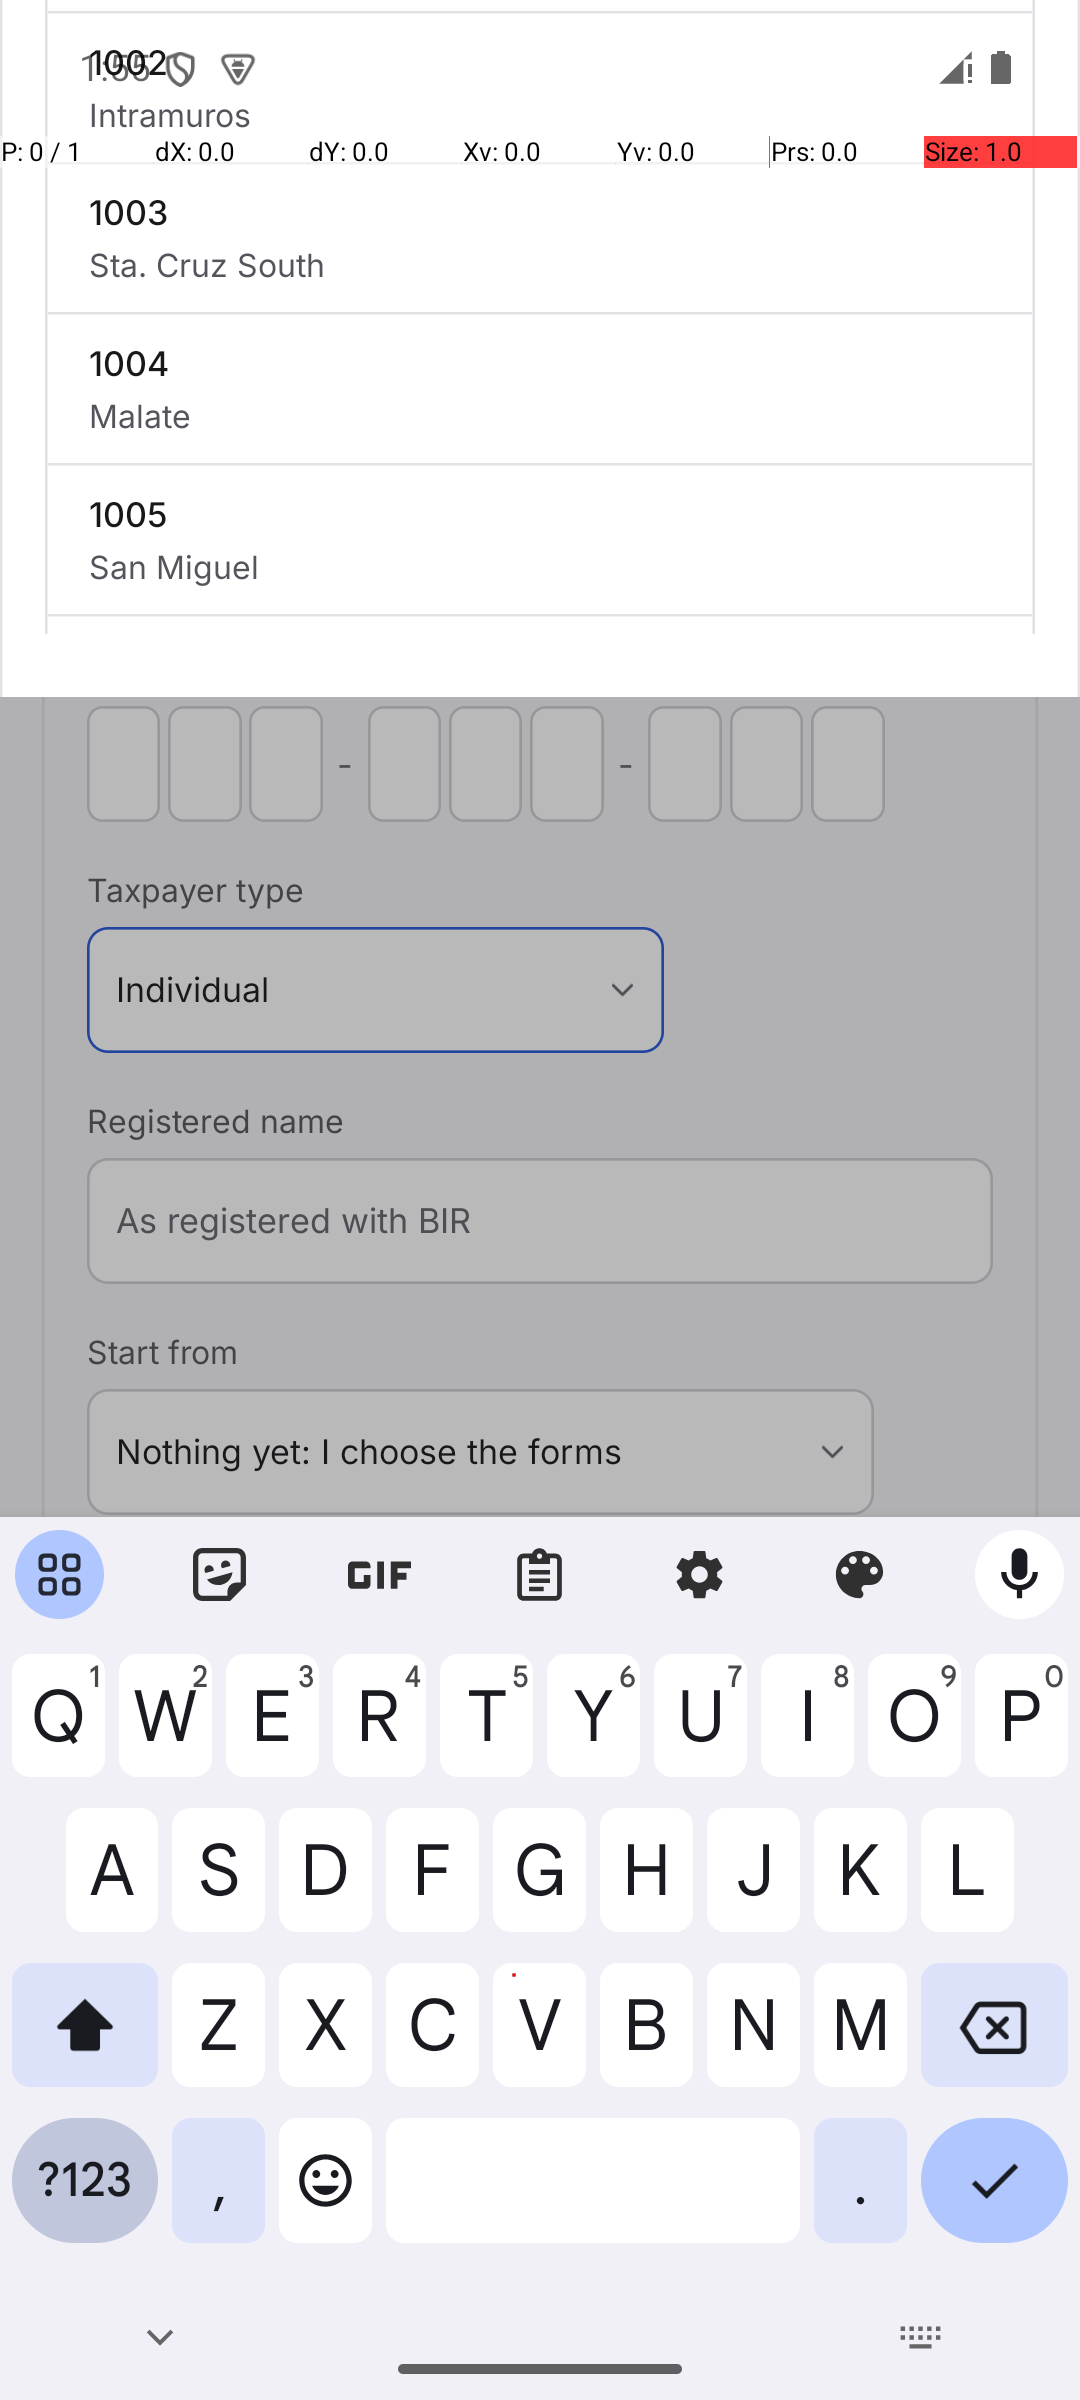 1002
1:55
Intramuros
P: 0 / 1 dX: 0.0 dY: 0.0 Xv: 0.0 Yv: 0.0 Prs: 0.0 Size: 1.0
1003
Sta. Cruz South
1004
Malate
1005
San Miguel
- -
Taxpayer type
Individual
Registered name
As registered with BIR
Start from
Nothing yet: I choose the forms
GIF
Q 1 W 2 E 3 R 4 T 5 Y 6 U 7 I 8 O 9 P 0
A S D F G H J K L
Z X C V B N M
?123 , .